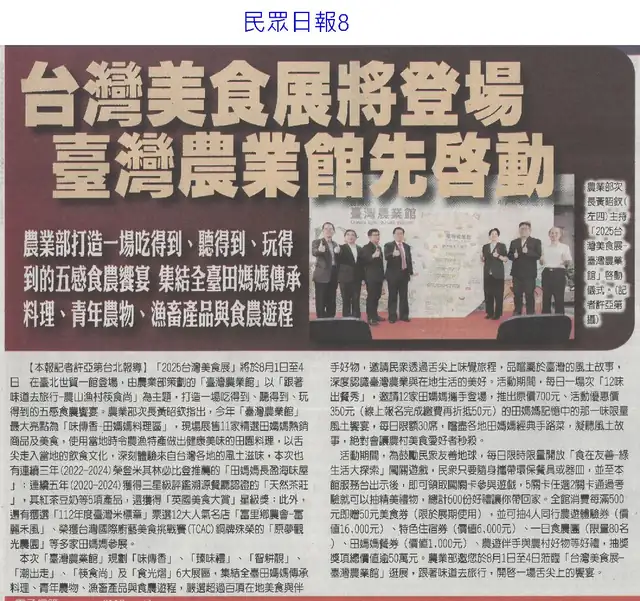 民眾日報8
台灣美食展將登場
臺灣農業館先啓動
農業部打造一場吃得到、聽得到、玩得
到的五感食農饗宴 集結全臺田媽媽傳承
料理、青年農物、漁畜產品與食農遊程
臺灣農業館
農業部次
長黃昭欽(
左四)主持
「2025台
灣美食展-
臺灣農業
館」啓動
儀式。(記
者許亞第
攝)
【本報記者許亞第台北報導】「2025台灣美食展」將於8月1日至4
日 在臺北世貿一館登場,由農業部策劃的「臺灣農業館」以「跟著
味道去旅行-農山漁村筷食尚」為主題,打造一場吃得到、聽得到、玩
得到的五感食農饗宴。農業部次長黃昭欽指出,今年「臺灣農業館」
最大亮點為「味傳香-田媽媽料理區」,現場展售11家精選田媽媽熱銷
商品及美食,使用當地時令農漁特產做出健康美味的田園料理,以舌
尖走入當地的飲食文化,深刻體驗來自台灣各地的風土滋味,本次也
有連續三年(2022-2024)榮登米其林必比登推薦的「田媽媽長盈海味屋
」;連續五年(2020-2024)獲得三星級評鑑溯源餐廳認證的「天然茶莊
」,其紅茶豆奶等5項產品,還獲得「英國美食大賞」星級獎;此外,
還有獲選「112年度臺灣米標章」票選12大人氣名店「富里鄉農會-富
麗禾風」、榮獲台灣國際廚藝美食挑戰賽(TCAC)銅牌殊榮的「原夢觀
光農園」等多家田媽媽參展。
本次「臺灣農業館」規劃「味傳香」、「臻味禮」、「智耕靚」、
「潮出走」、「筷食尚」及「食光熠」6大展區,集結全臺田媽媽傳承
料理、青年農物、漁畜產品與食農遊程,嚴選超過百項在地美食與伴
手好物,邀請民眾透過舌尖上味覺旅程,品嚐屬於臺灣的風土故事,
深度認識臺灣農業與在地生活的美好。活動期間,每日一場次「12味
出餐秀」,邀請12家田媽媽攜手登場,推出原價700元、活動優惠價
350元(線上報名完成繳費再折抵50元)的田媽媽記憶中的那一味限量
風土饗宴,每日限額30席,嚐盡各地田媽媽經典手路菜,凝聽風土故
事,絕對會讓農村美食愛好者秒殺。
活動期間,為鼓勵民眾友善地球,每日限時限量開放「食在友善-綠
生活大探索」闖關遊戲,民眾只要隨身攜帶環保餐具或器皿,並至本
館服務台出示後,即可領取闖關卡參與遊戲,5關卡任選2關卡通過考
驗就可以抽精美禮物,總計600份好禮讓你帶回家。全館消費每滿500
元即贈50元美食券(限於展期使用),並可抽4人同行農遊體驗券(價
值16,000元)、特色住宿券(價值6,000元)、一日食農團(限量80名
)、田媽媽餐券(價值1,000元)、農遊伴手與農村好物等好禮,抽獎
獎項總價值逾50萬元。農業部邀您於8月1日至4日蒞臨「台灣美食展-
臺灣農業館」逛展,跟著味道去旅行,開啓一場舌尖上的饗宴。